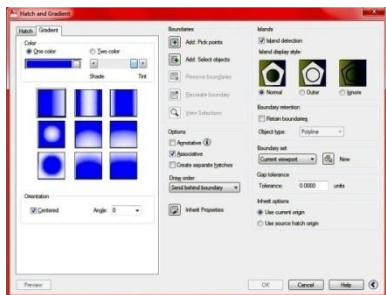 Hatch and Gradient
Hatch
Gradient
Color
One color
Two color
Shade
Tint
Orientation
Centered
Angle:
0
Preview
Boundaries
Add: Pick points
Add: Select objects
Remove boundaries
Recreate boundary
View Selections
Options
Annotative
Associative
Create separate hatches
Draw order
Send behind boundary
Inherit Properties
Islands
Island detection
Island display style:
Normal
Outer
Ignore
Boundary retention
Retain boundaries
Object type:
Polyline
Boundary set
Current viewport
New
Gap tolerance
Tolerance:
0.0000
units
Inherit options
Use current origin
Use source hatch origin
OK
Cancel
Help